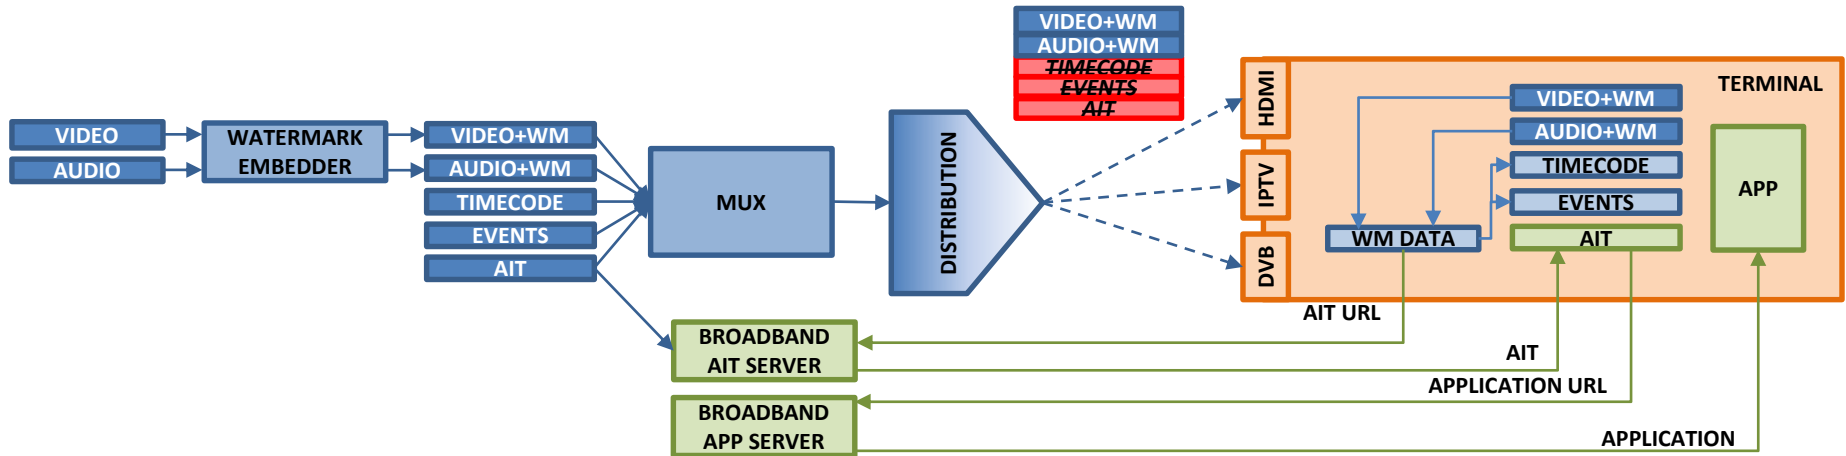 VIDEO
AUDIO
WATERMARK
EMBEDDER
VIDEO+WM
AUDIO+WM
TIMECODE
EVENTS
AIT
MUX
DISTRIBUTION
VIDEO+WM
AUDIO+WM
TIMECODE
EVENTS
AIT
HDMI
IPTV
DVB
TERMINAL
VIDEO+WM
AUDIO+WM
TIMECODE
EVENTS
AIT
WM DATA
APP
AIT URL
BROADBAND
AIT SERVER
AIT
APPLICATION URL
BROADBAND
APP SERVER
APPLICATION